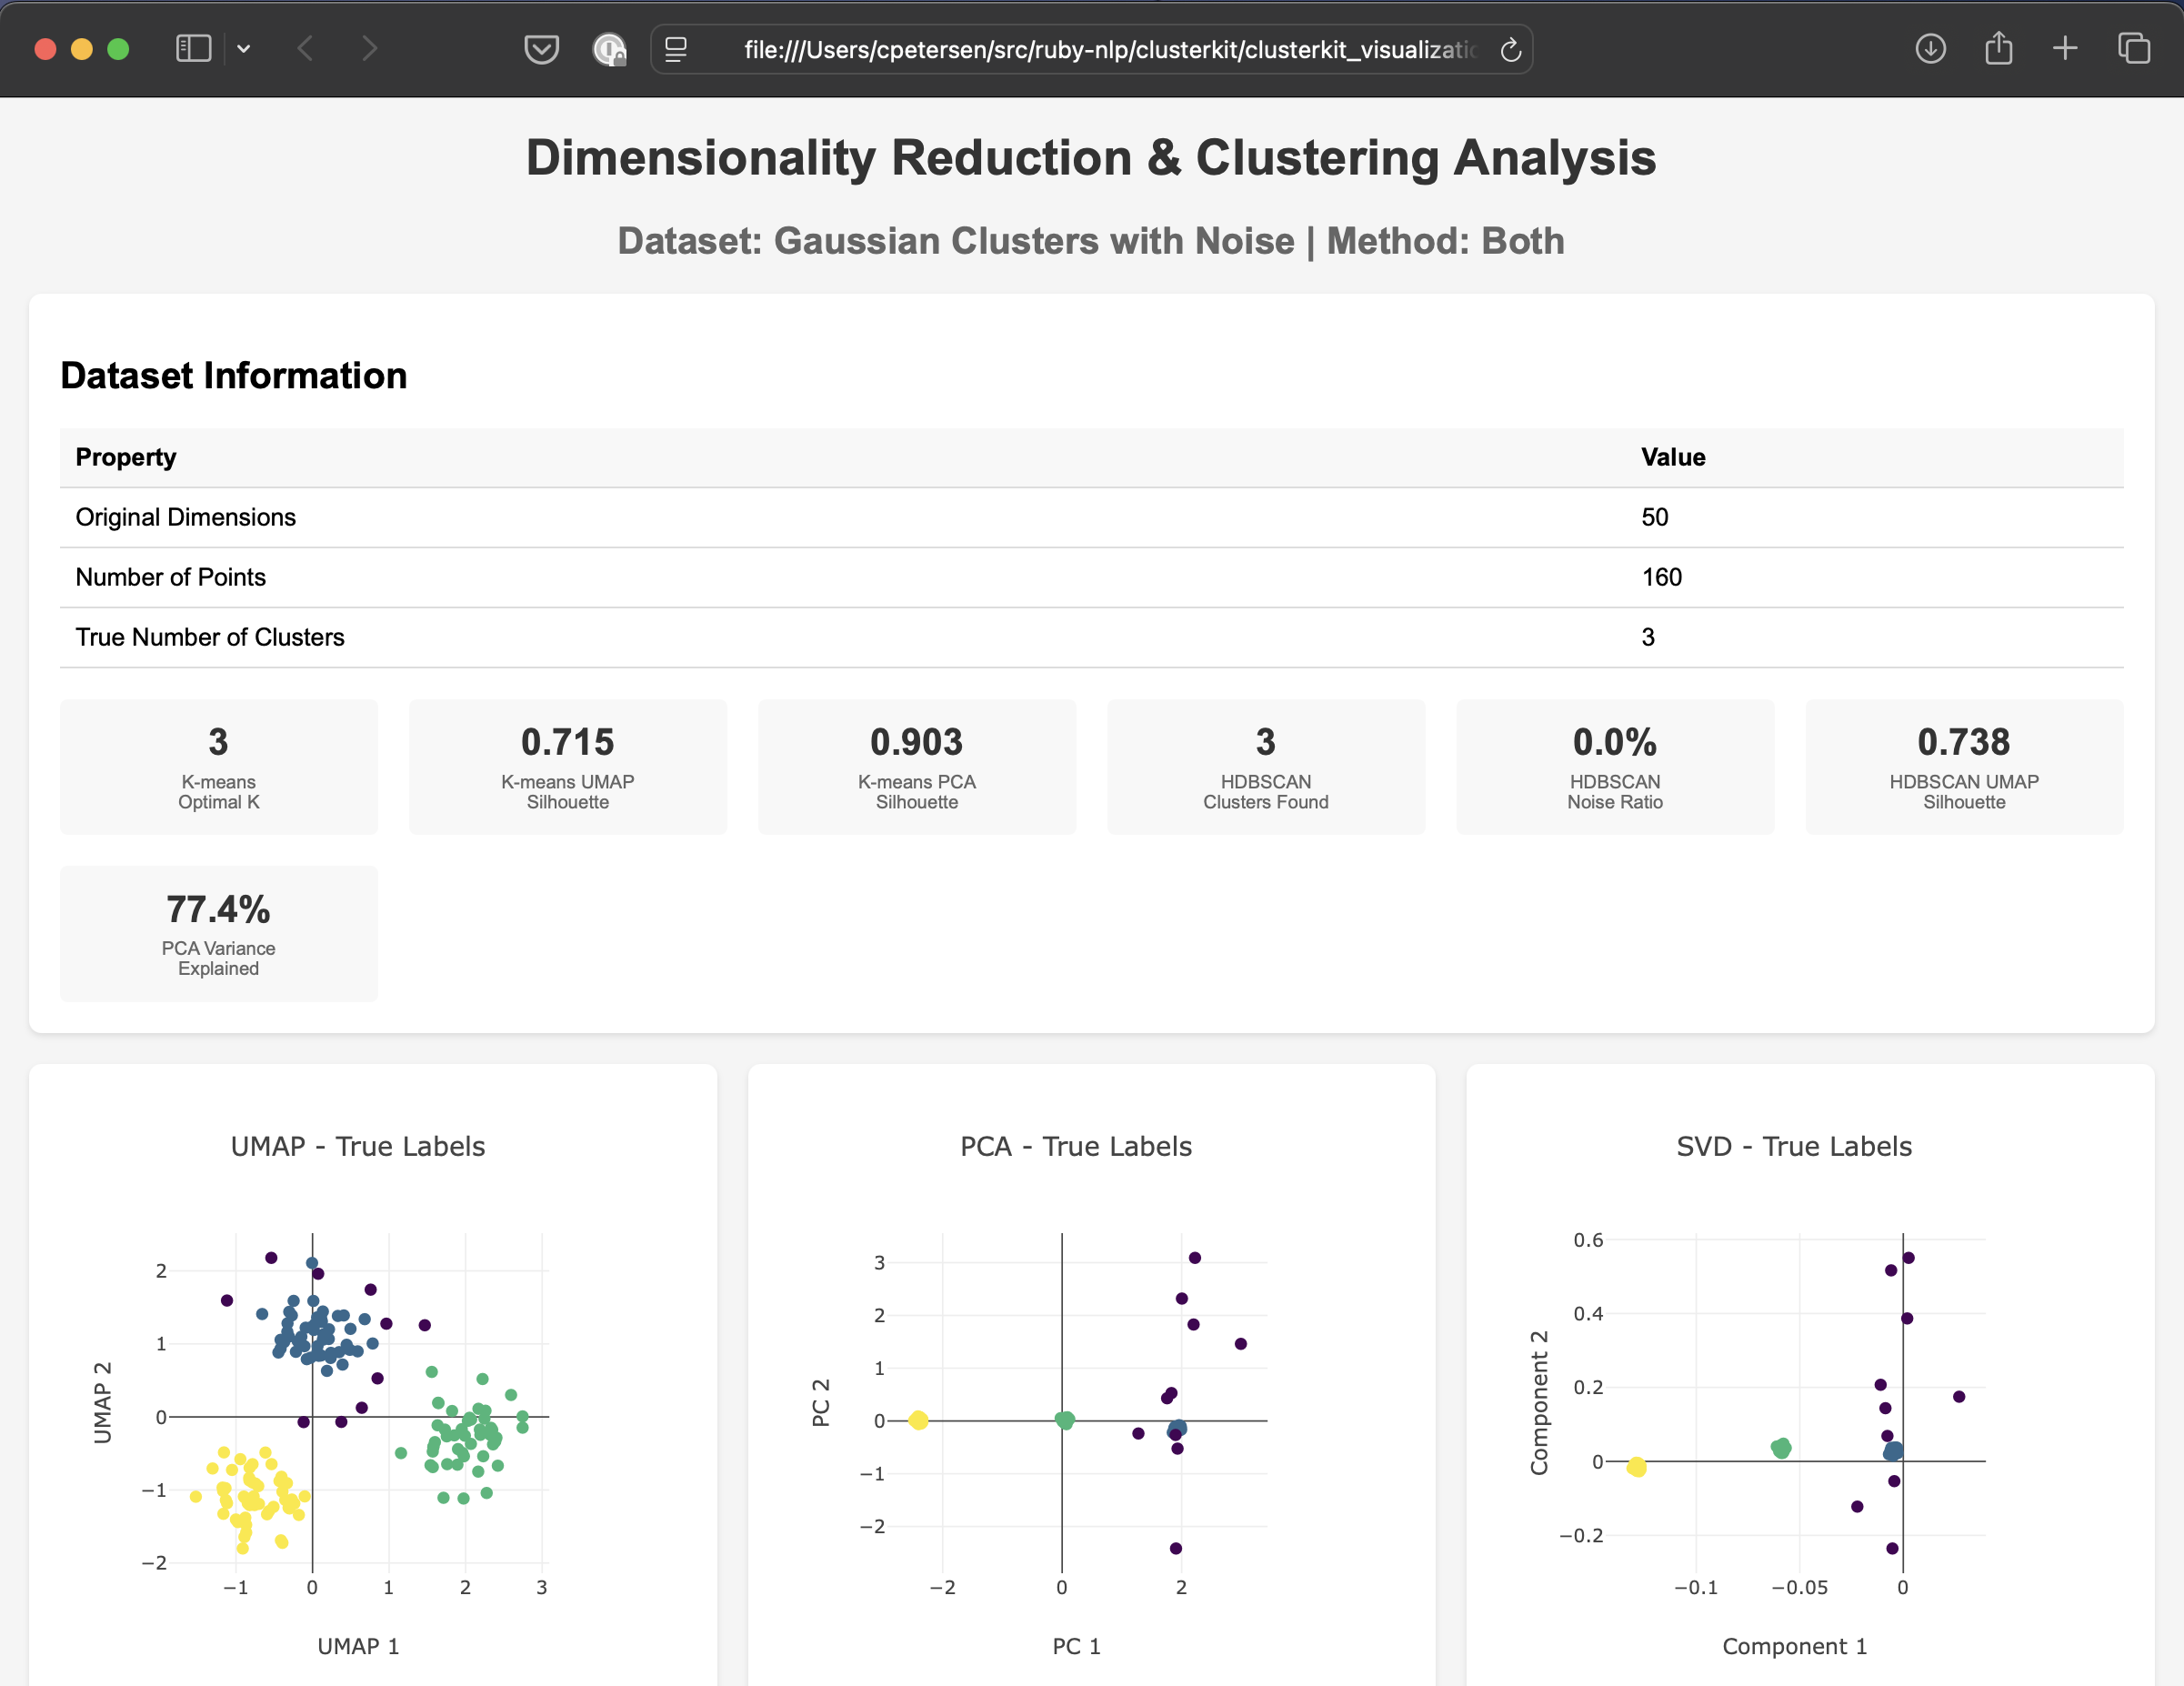 file:///Users/cpetersen/src/ruby-nlp/clusterkit/clusterkit_visualizatio
Dimensionality Reduction & Clustering Analysis
Dataset: Gaussian Clusters with Noise | Method: Both
Dataset Information
Property Value
Original Dimensions 50
Number of Points 160
True Number of Clusters 3
3
K-means
Optimal K
0.715
K-means UMAP
Silhouette
0.903
K-means PCA
Silhouette
3
HDBSCAN
Clusters Found
0.0%
HDBSCAN
Noise Ratio
0.738
HDBSCAN UMAP
Silhouette
77.4%
PCA Variance
Explained
UMAP - True Labels
2
1
0
−1
−2
UMAP 2
−1 0 1 2 3
UMAP 1
PCA - True Labels
3
2
1
0
−1
−2
PC 2
−2 0 2
PC 1
SVD - True Labels
0.6
0.4
0.2
0
−0.2
Component 2
−0.1 −0.05 0
Component 1